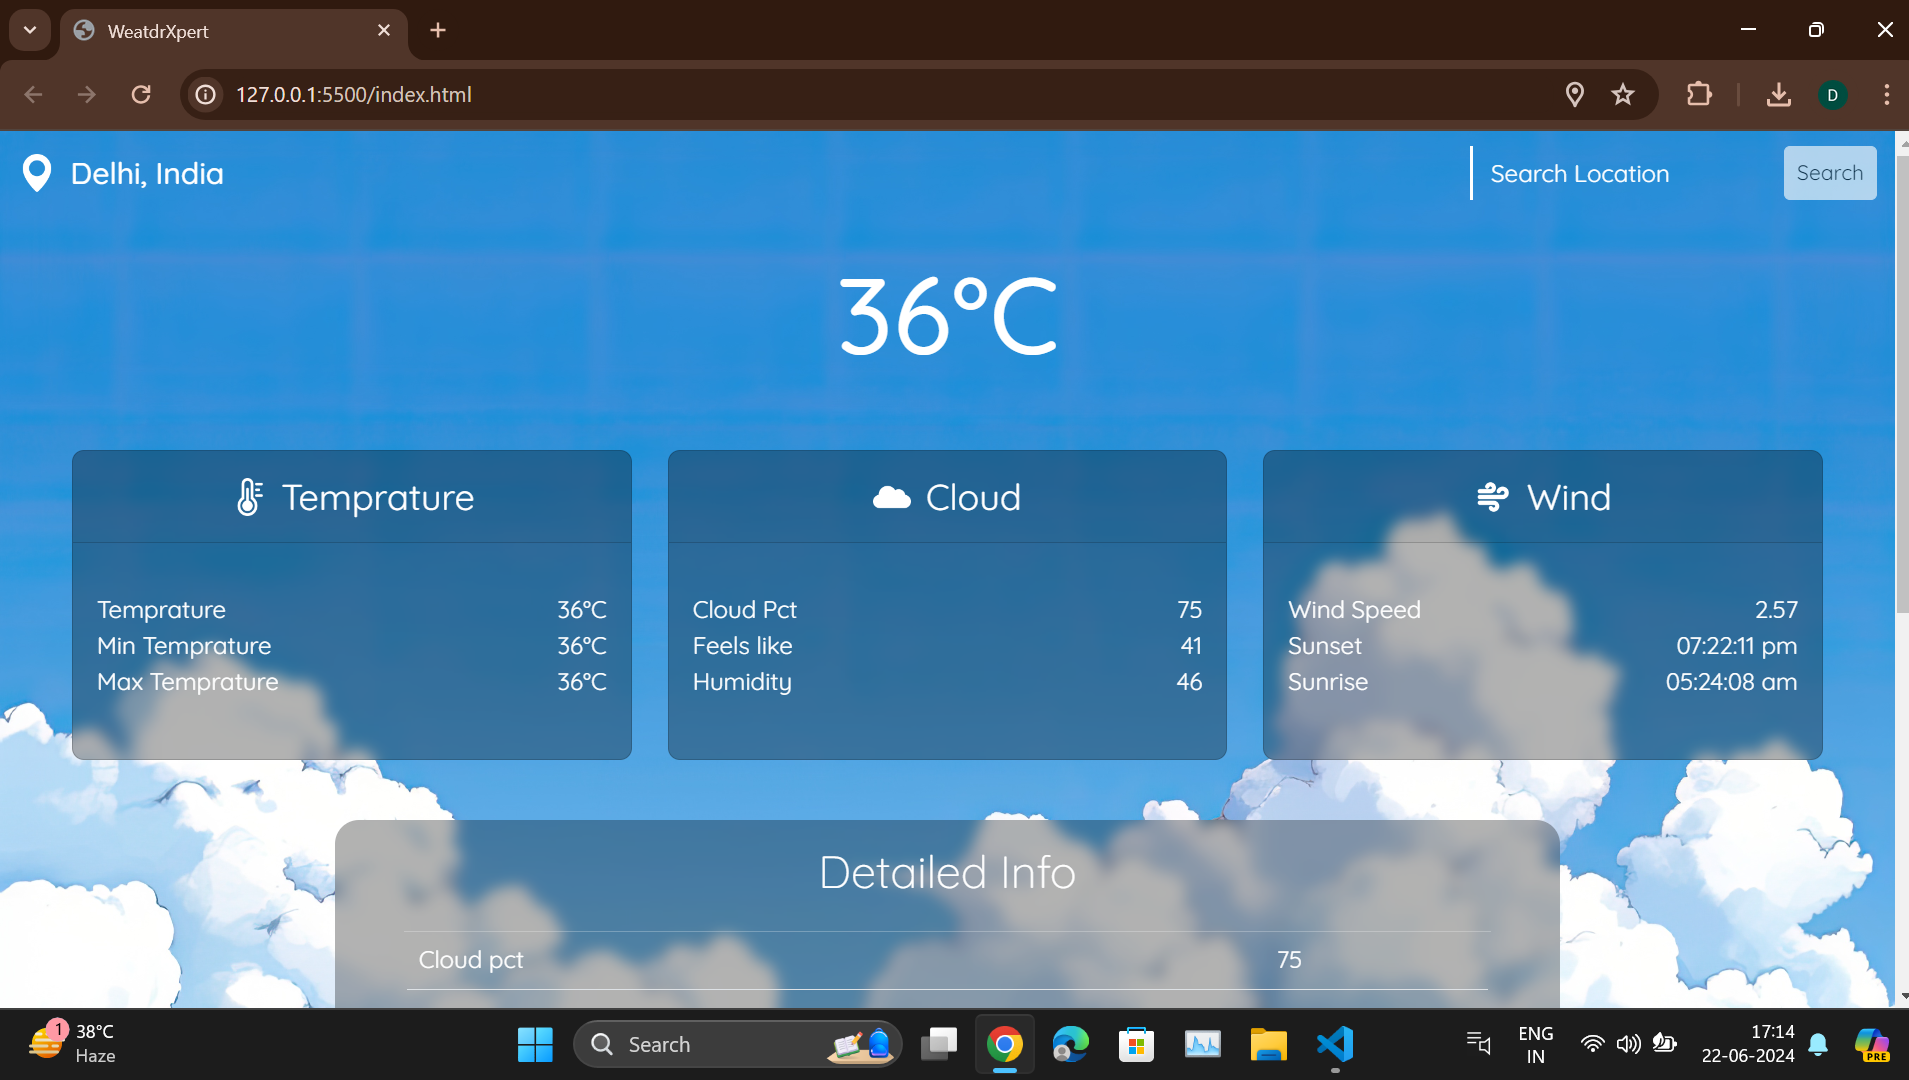 WeatdrXpert
127.0.0.1:5500/index.html
D
Delhi, India
Search Location
Search
36°C
Temprature
Temprature 36°C
Min Temprature 36°C
Max Temprature 36°C
Cloud
Cloud Pct 75
Feels like 41
Humidity 46
Wind
Wind Speed 2.57
Sunset 07:22:11 pm
Sunrise 05:24:08 am
Detailed Info
Cloud pct 75
1
38°C
Haze
Search
ENG
IN
17:14
22-06-2024
PRE